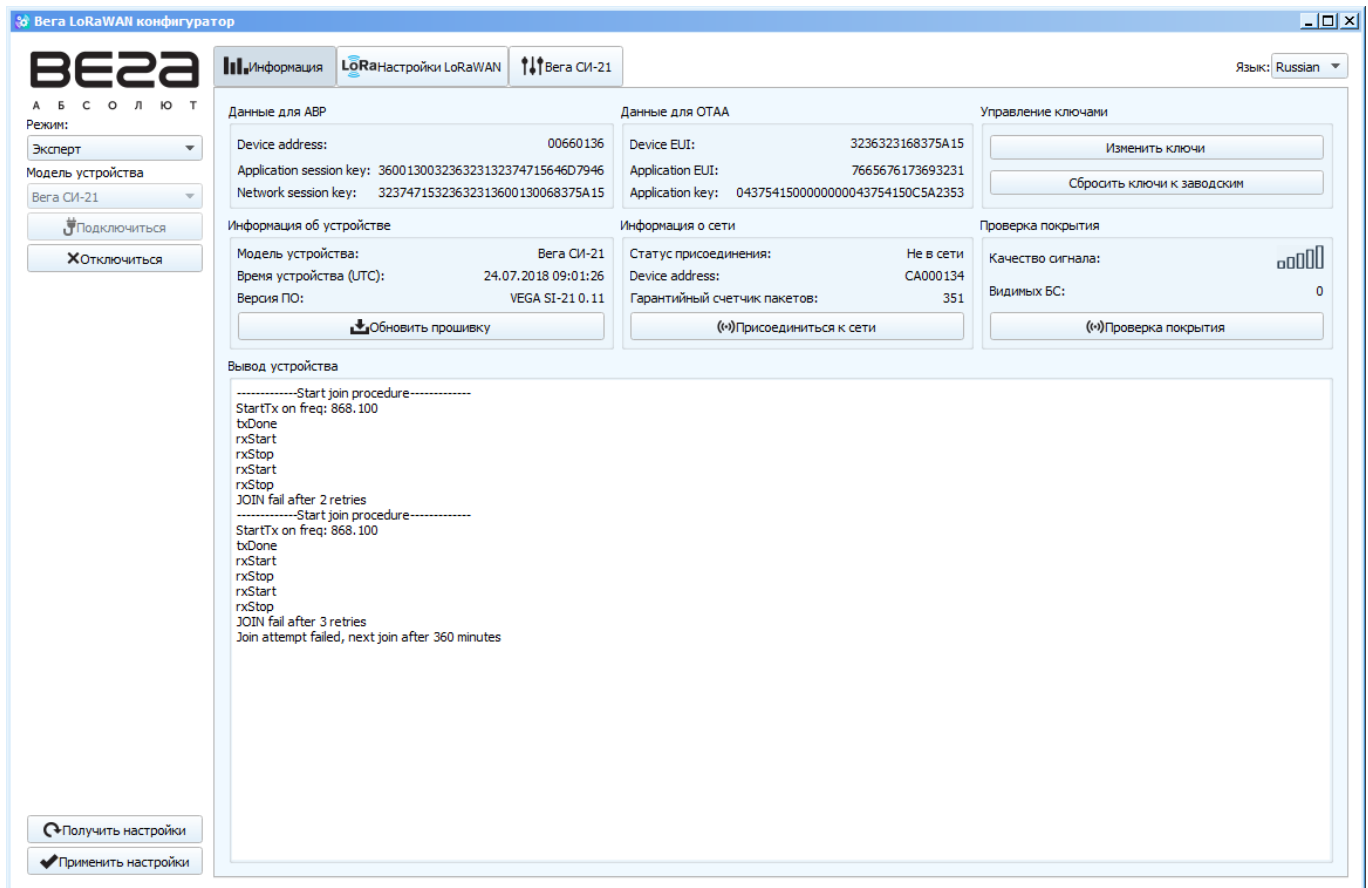 Вега LoRaWAN конфигуратор
ВЕГА
АБСОЛЮТ
Режим:
Эксперт
Модель устройства
Вега СИ-21
Подключиться
Отключиться
Получить настройки
Применить настройки
Информация
LoRa Настройки LoRaWAN
Вега СИ-21
Язык: Russian
Данные для ABP
Device address: 00660136
Application session key: 360013003236323132374715646D7946
Network session key: 32374715323632313600130068375A15
Данные для OTAA
Device EUI: 3236323168375A15
Application EUI: 7665676173693231
Application key: 0437541500000000043754150C5A2353
Управление ключами
Изменить ключи
Сбросить ключи к заводским
Информация об устройстве
Модель устройства: Вега СИ-21
Время устройства (UTC): 24.07.2018 09:01:26
Версия ПО: VEGA SI-21 0.11
Обновить прошивку
Информация о сети
Статус присоединения: Не в сети
Device address: CA000134
Гарантийный счетчик пакетов: 351
Присоединиться к сети
Проверка покрытия
Качество сигнала:
Видимых БС: 0
Проверка покрытия
Вывод устройства
-------------Start join procedure-------------
StartTx on freq: 868.100
txDone
rxStart
rxStop
rxStart
rxStop
JOIN fail after 2 retries
-------------Start join procedure-------------
StartTx on freq: 868.100
txDone
rxStart
rxStop
rxStart
rxStop
JOIN fail after 3 retries
Join attempt failed, next join after 360 minutes